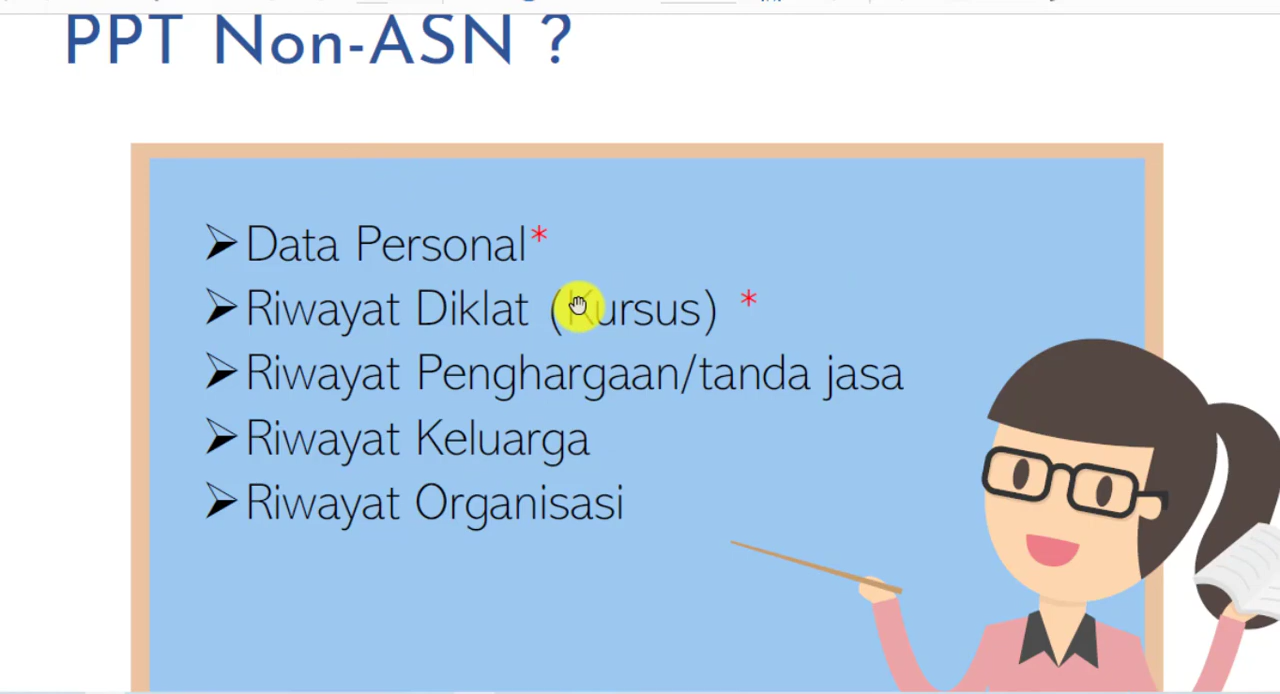 PPT Non-ASN ?
Data Personal*
Riwayat Diklat (Kursus) *
Riwayat Penghargaan/tanda jasa
Riwayat Keluarga
Riwayat Organisasi